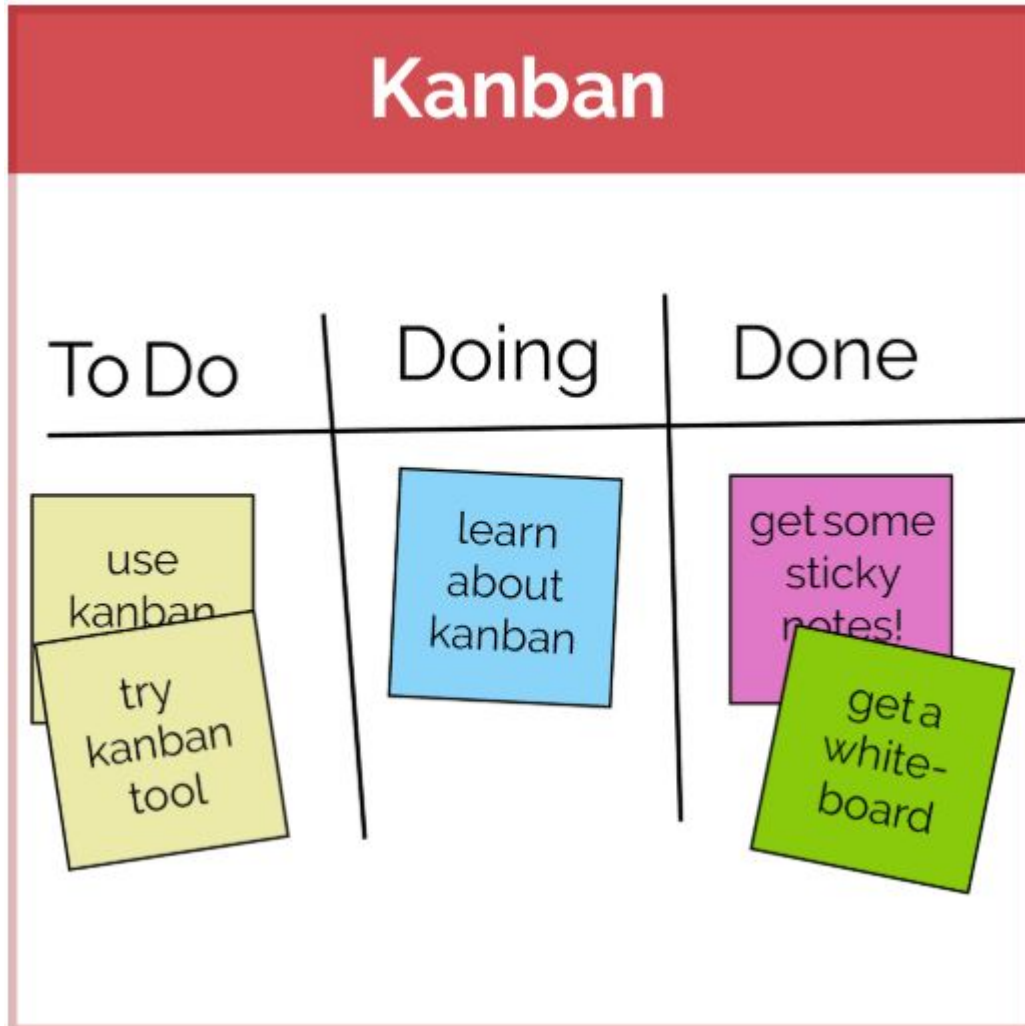 Kanban
To Do
Doing
Done
use
kanban
try
kanban
tool
learn
about
kanban
get some
sticky
notes!
get a
white-
board